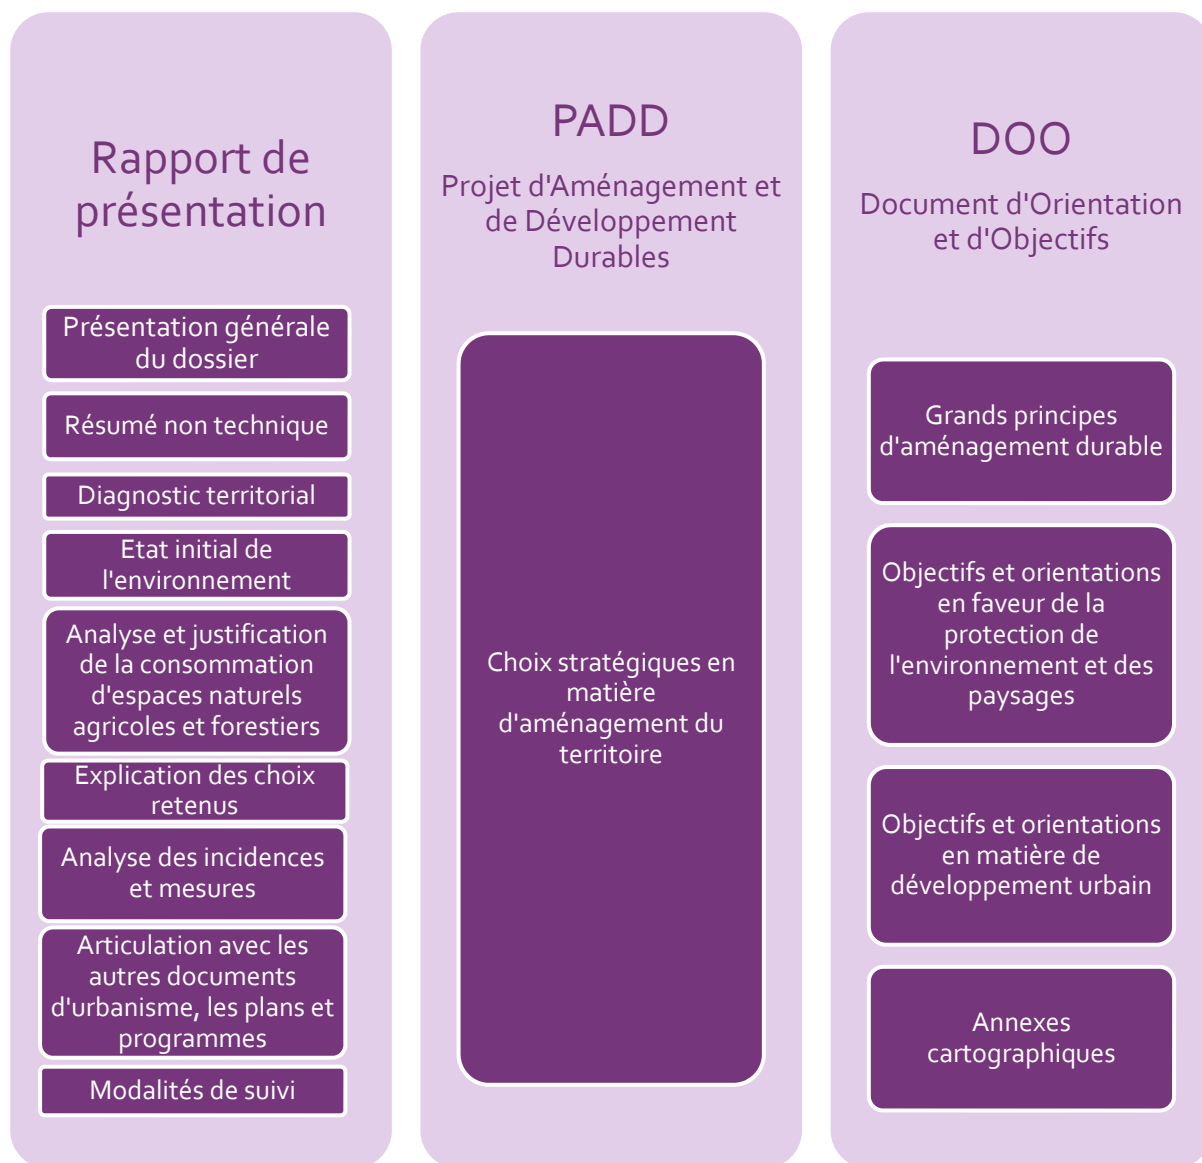 Rapport de
présentation
Présentation générale
du dossier
Résumé non technique
Diagnostic territorial
Etat initial de
l'environnement
Analyse et justification
de la consommation
d'espaces naturels
agricoles et forestiers
Explication des choix
retenus
Analyse des incidences
et mesures
Articulation avec les
autres documents
d'urbanisme, les plans et
programmes
Modalités de suivi
PADD
Projet d'Aménagement et
de Développement
Durables
Choix stratégiques en
matière
d'aménagement du
territoire
DOO
Document d'Orientation
et d'Objectifs
Grands principes
d'aménagement durable
Objectifs et orientations
en faveur de la
protection de
l'environnement et des
paysages
Objectifs et orientations
en matière de
développement urbain
Annexes
cartographiques